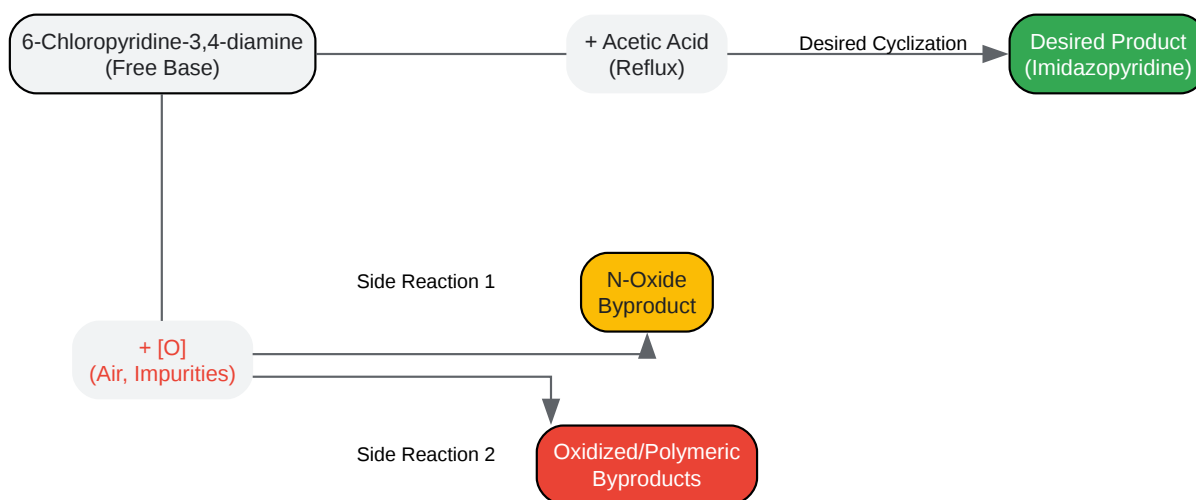 6-Chloropyridine-3,4-diamine
(Free Base)
+ Acetic Acid
(Reflux)
Desired Cyclization
Desired Product
(Imidazopyridine)
Side Reaction 1
N-Oxide
Byproduct
+ [O]
(Air, Impurities)
Side Reaction 2
Oxidized/Polymeric
Byproducts